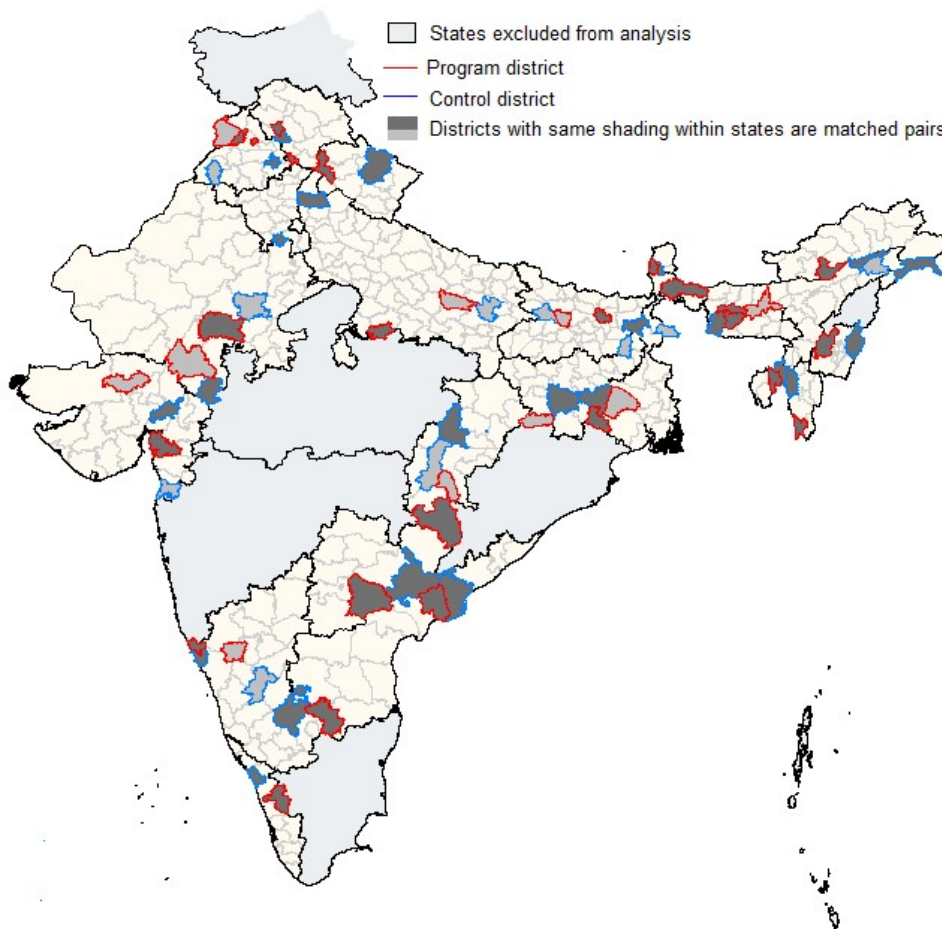 States excluded from analysis
Program district
Control district
Districts with same shading within states are matched pairs